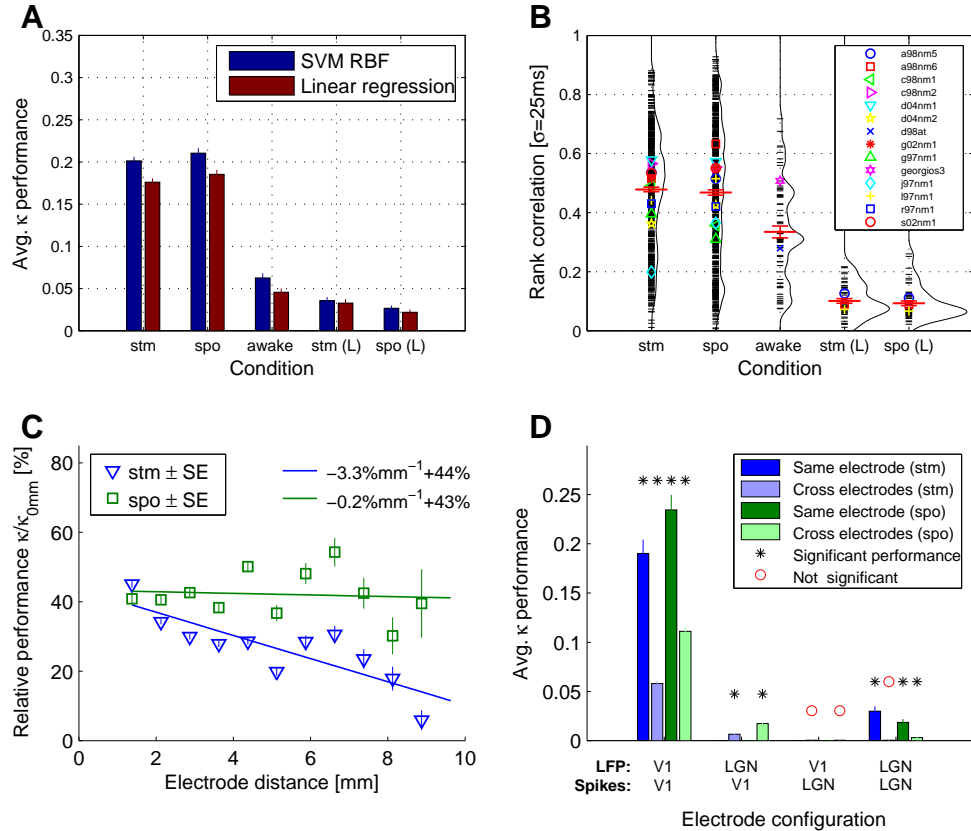 A
Avg. κ performance
0.35
0.3
0.25
0.2
0.15
0.1
0.05
0
SVM RBF
Linear regression
stm spo awake stm (L) spo (L)
Condition
B
Rank correlation [σ=25ms]
1
0.8
0.6
0.4
0.2
0
a98nm5
a98nm6
c98nm1
c98nm2
d04nm1
d04nm2
d98at
g02nm1
g97nm1
georgios3
j97nm1
l97nm1
r97nm1
s02nm1
stm spo awake stm (L) spo (L)
Condition
C
Relative performance κ/κ0mm [%]
80
60
40
20
0
stm ± SE
spo ± SE
−3.3%mm−1+44%
−0.2%mm−1+43%
0 2 4 6 8 10
Electrode distance [mm]
D
Avg. κ performance
0.25
0.2
0.15
0.1
0.05
0
Same electrode (stm)
Cross electrodes (stm)
Same electrode (spo)
Cross electrodes (spo)
* Significant performance
Not significant
LFP: V1 LGN V1 LGN
Spikes: V1 V1 LGN LGN
Electrode configuration